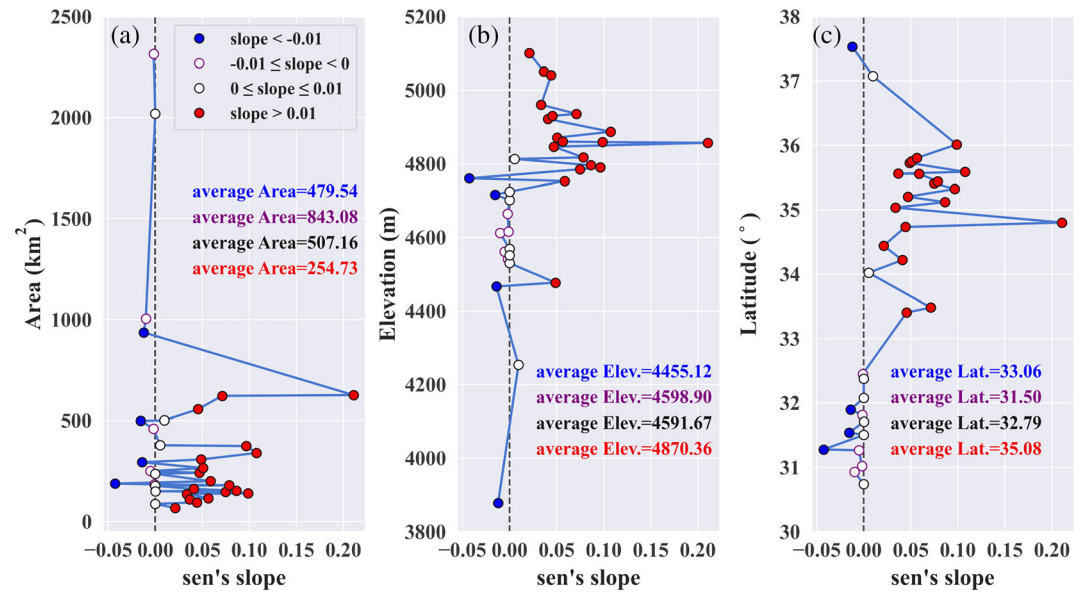 (a)
slope < -0.01
-0.01 ≤ slope < 0
0 ≤ slope ≤ 0.01
slope > 0.01
average Area=479.54
average Area=843.08
average Area=507.16
average Area=254.73
2500
2000
1500
1000
500
0
Area (km²)
−0.05 0.00 0.05 0.10 0.15 0.20
sen's slope
(b)
5200
5000
4800
4600
4400
4200
4000
3800
Elevation (m)
average Elev.=4455.12
average Elev.=4598.90
average Elev.=4591.67
average Elev.=4870.36
−0.05 0.00 0.05 0.10 0.15 0.20
sen's slope
(c)
38
37
36
35
34
33
32
31
30
Latitude (°)
average Lat.=33.06
average Lat.=31.50
average Lat.=32.79
average Lat.=35.08
−0.05 0.00 0.05 0.10 0.15 0.20
sen's slope